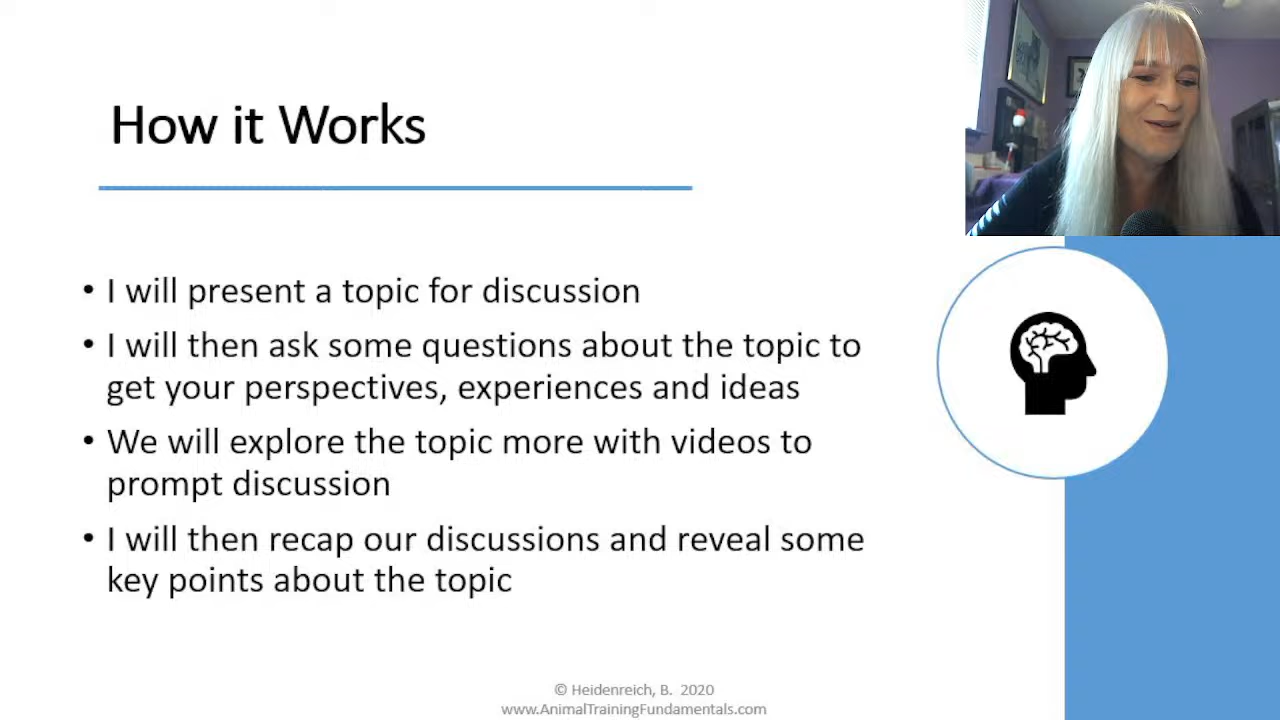 How it Works
• I will present a topic for discussion
• I will then ask some questions about the topic to
get your perspectives, experiences and ideas
• We will explore the topic more with videos to
prompt discussion
• I will then recap our discussions and reveal some
key points about the topic
© Heidenreich, B. 2020
www.AnimalTrainingFundamentals.com